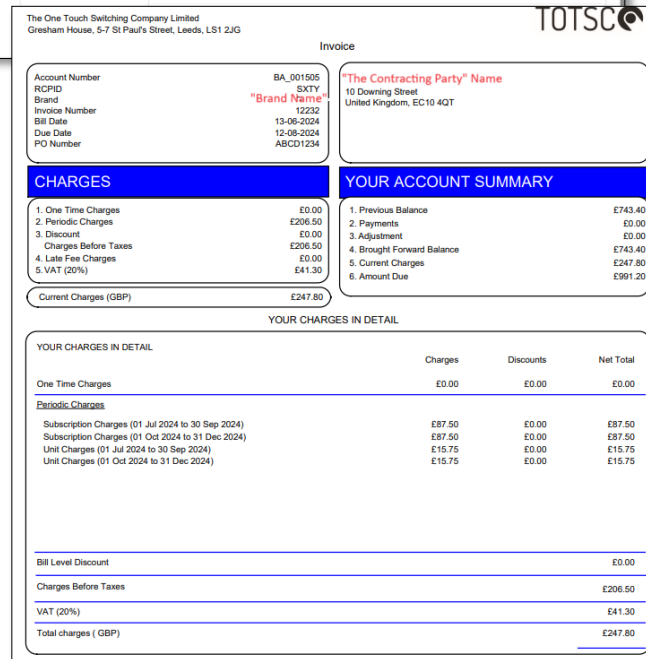 The One Touch Switching Company Limited
Gresham House, 5-7 St Paul's Street, Leeds, LS1 2JG
TOTSCO
Invoice
Account Number BA_001505
RCPID SXTY
Brand "Brand Name"
Invoice Number 12232
Bill Date 13-06-2024
Due Date 12-08-2024
PO Number ABCD1234
"The Contracting Party" Name
10 Downing Street
United Kingdom, EC10 4QT
CHARGES
1. One Time Charges £0.00
2. Periodic Charges £206.50
3. Discount £0.00
Charges Before Taxes £206.50
4. Late Fee Charges £0.00
5. VAT (20%) £41.30
Current Charges (GBP) £247.80
YOUR ACCOUNT SUMMARY
1. Previous Balance £743.40
2. Payments £0.00
3. Adjustment £0.00
4. Brought Forward Balance £743.40
5. Current Charges £247.80
6. Amount Due £991.20
YOUR CHARGES IN DETAIL
YOUR CHARGES IN DETAIL
Charges Discounts Net Total
One Time Charges £0.00 £0.00 £0.00
Periodic Charges
Subscription Charges (01 Jul 2024 to 30 Sep 2024) £87.50 £0.00 £87.50
Subscription Charges (01 Oct 2024 to 31 Dec 2024) £87.50 £0.00 £87.50
Unit Charges (01 Jul 2024 to 30 Sep 2024) £15.75 £0.00 £15.75
Unit Charges (01 Oct 2024 to 31 Dec 2024) £15.75 £0.00 £15.75
Bill Level Discount £0.00
Charges Before Taxes £206.50
VAT (20%) £41.30
Total charges ( GBP) £247.80